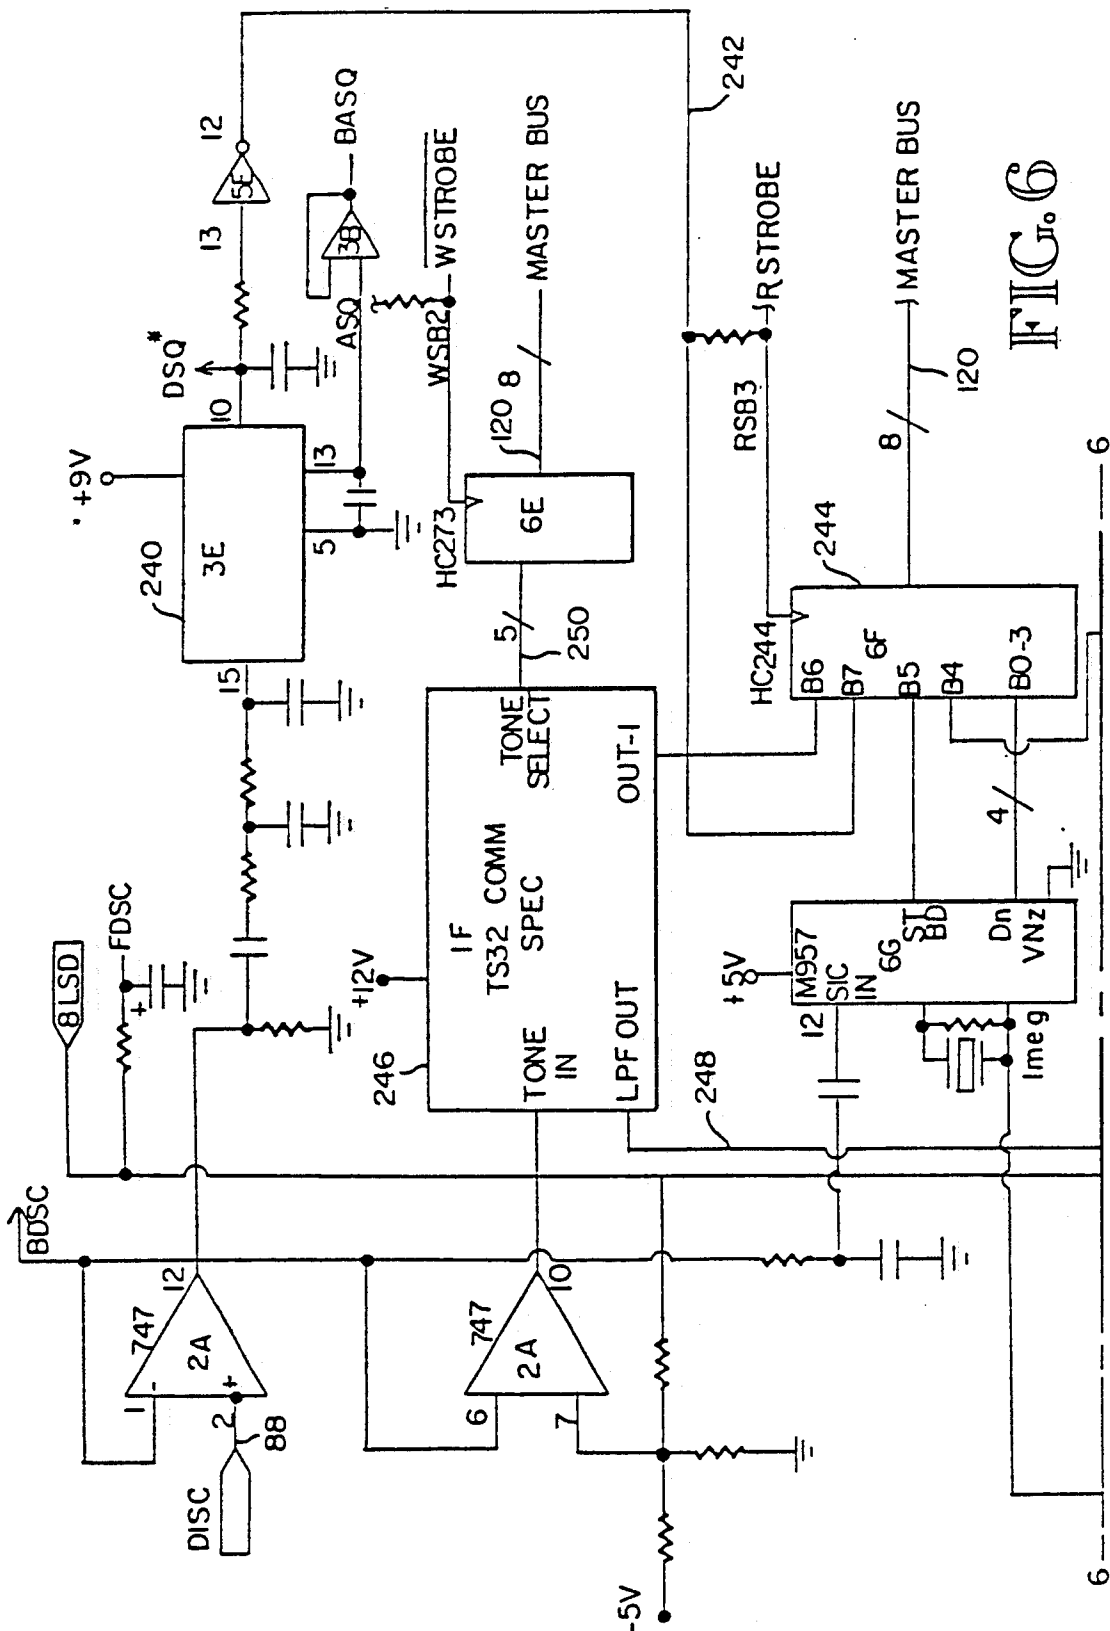 BDSC
8 LSD
FDSC
DISC
88
2
1
-
+
747
2A
12
15
240
3E
+9V
10
DSQ*
13
5E
12
5
13
ASQ
3B
BASQ
246
+12V
IF
TS32 COMM
SPEC
TONE
IN
TONE
SELECT
LPF OUT
OUT-1
5
250
HC273
6E
WSB2
WSTROBE
120
8
MASTER BUS
242
6
7
747
2A
10
-5V
248
12
+5V
M957
SIC
IN
6G
ST
BD
Dn
VNz
1meg
4
HC244
244
B6
B7
6F
B5
B4
B0-3
RSB3
RSTROBE
8
120
MASTER BUS
6
6
FIG. 6